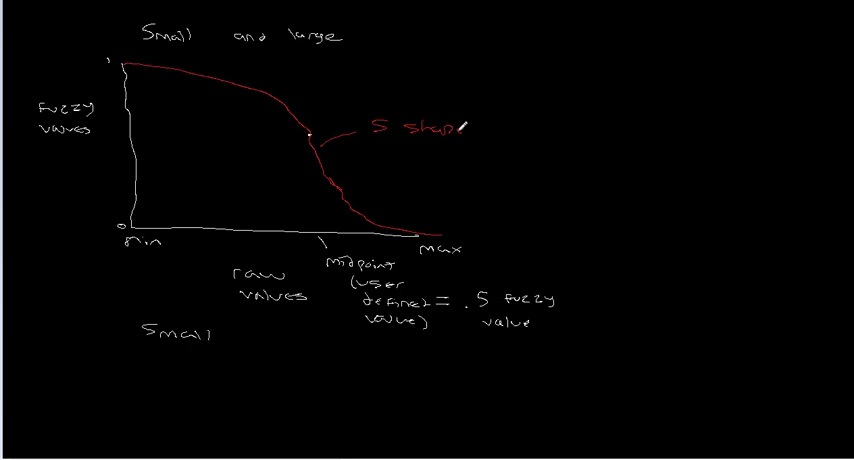 Small and large
1
fuzzy
values
S shape
0
min
max
midpoint
(user
defined = .5 fuzzy
value) value
raw
values
Small